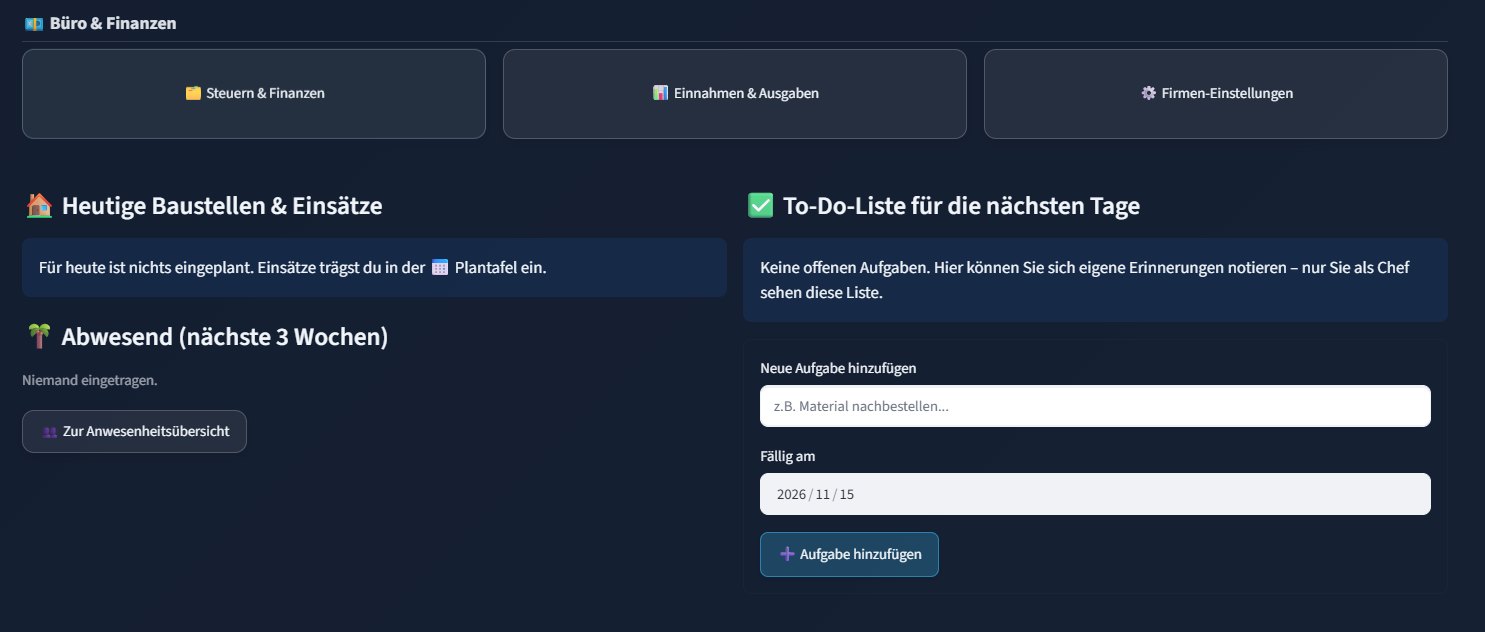 Büro & Finanzen
Steuern & Finanzen
Einnahmen & Ausgaben
Firmen-Einstellungen
Heutige Baustellen & Einsätze
Für heute ist nichts eingeplant. Einsätze trägst du in der Plantafel ein.
Abwesend (nächste 3 Wochen)
Niemand eingetragen.
Zur Anwesenheitsübersicht
To-Do-Liste für die nächsten Tage
Keine offenen Aufgaben. Hier können Sie sich eigene Erinnerungen notieren – nur Sie als Chef
sehen diese Liste.
Neue Aufgabe hinzufügen
z.B. Material nachbestellen...
Fällig am
2026 / 11 / 15
Aufgabe hinzufügen